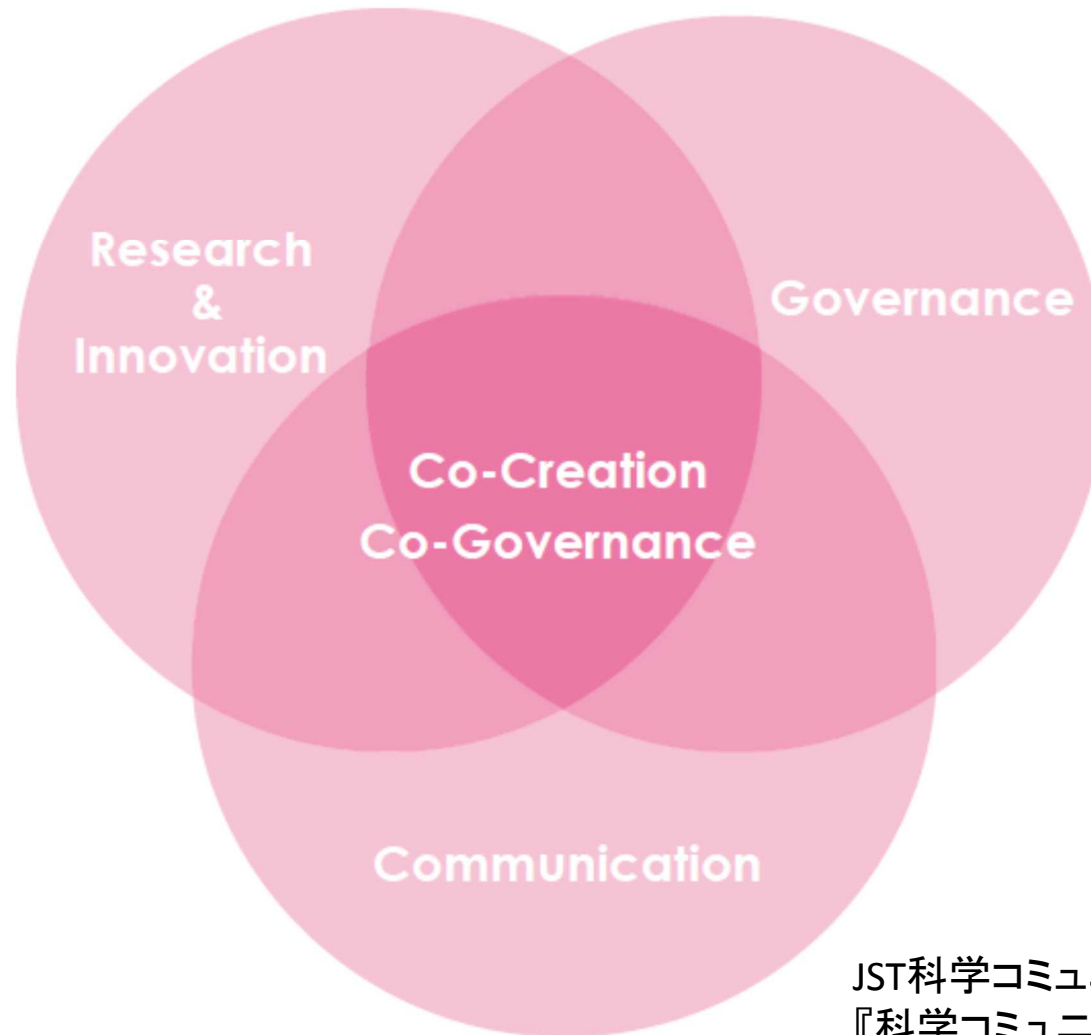 Research
&
Innovation
Governance
Co-Creation
Co-Governance
Communication
JST科学コミュ
『科学コミュニ